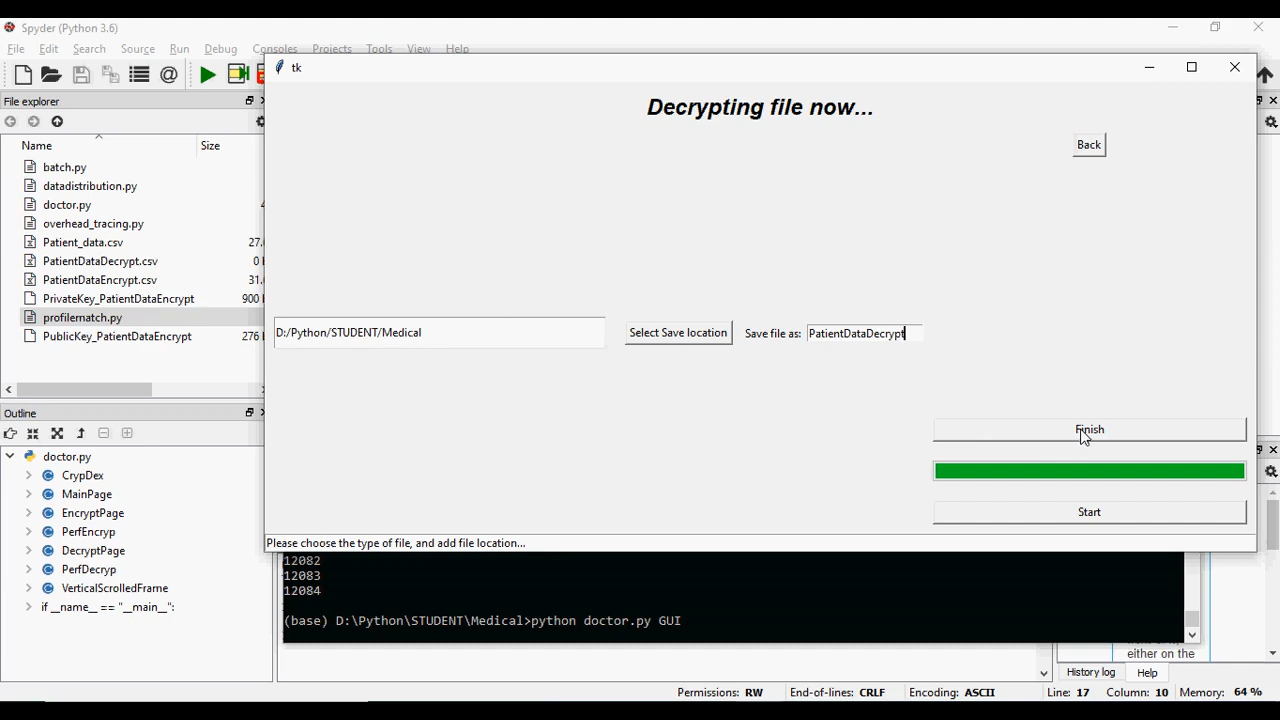 Spyder (Python 3.6)
File Edit Search Source Run Debug Consoles Projects Tools View Help
tk
File explorer
Decrypting file now...
Back
Name Size
batch.py
datadistribution.py
doctor.py
overhead_tracing.py
Patient_data.csv 27.
PatientDataDecrypt.csv 0
PatientDataEncrypt.csv 31.
PrivateKey_PatientDataEncrypt 900
profilematch.py
PublicKey_PatientDataEncrypt 276
D:/Python/STUDENT/Medical
Select Save location
Save file as: PatientDataDecrypt
Outline
Finish
Start
doctor.py
CrypDex
MainPage
EncryptPage
PerfEncryp
DecryptPage
PerfDecryp
VerticalScrolledFrame
if __name__ == "__main__":
Please choose the type of file, and add file location...
12082
12083
12084
(base) D:\Python\STUDENT\Medical>python doctor.py GUI
either on the
History log Help
Permissions: RW End-of-lines: CRLF Encoding: ASCII Line: 17 Column: 10 Memory: 64 %